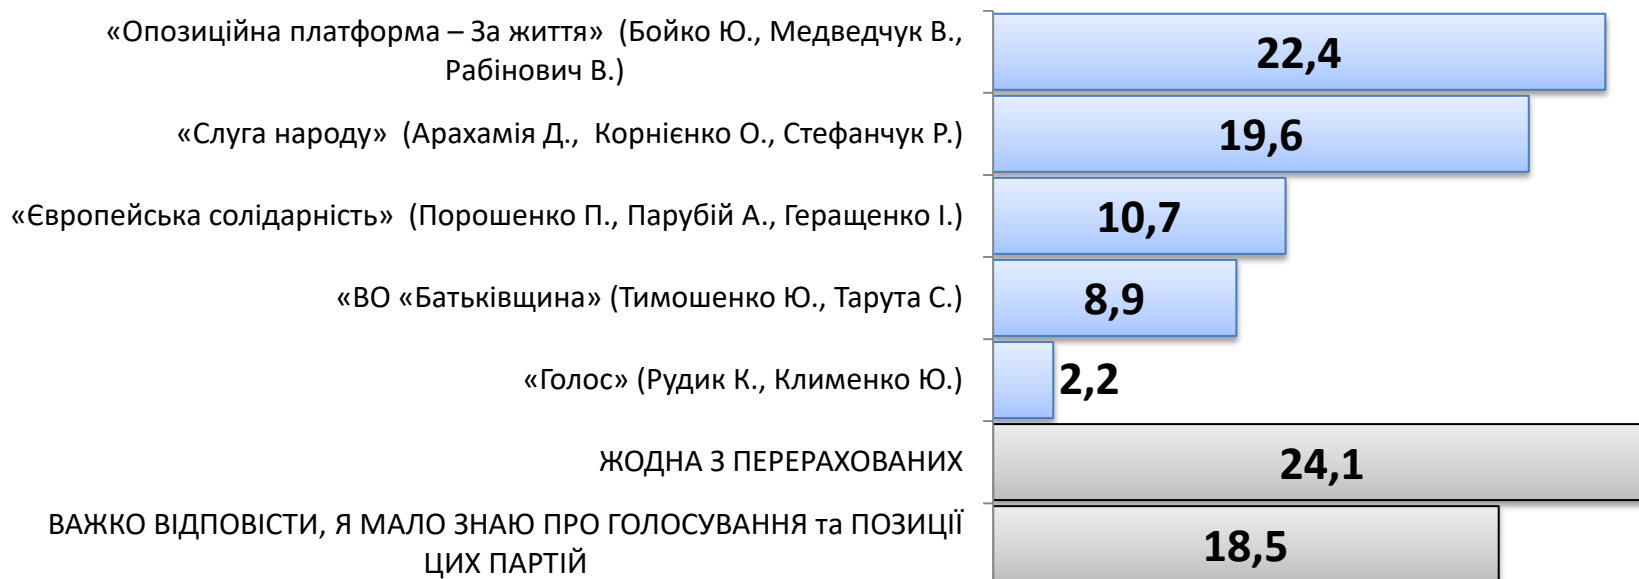 «Опозиційна платформа – За життя»  (Бойко Ю., Медведчук В.,
Рабінович В.)
22,4
«Слуга народу»  (Арахамія Д.,  Корнієнко О., Стефанчук Р.)
19,6
«Європейська солідарність»  (Порошенко П., Парубій А., Геращенко І.)
10,7
«ВО «Батьківщина» (Тимошенко Ю., Тарута С.)
8,9
«Голос» (Рудик К., Клименко Ю.)
2,2
ЖОДНА З ПЕРЕРАХОВАНИХ
24,1
ВАЖКО ВІДПОВІСТИ, Я МАЛО ЗНАЮ ПРО ГОЛОСУВАННЯ та ПОЗИЦІЇ
ЦИХ ПАРТІЙ
18,5